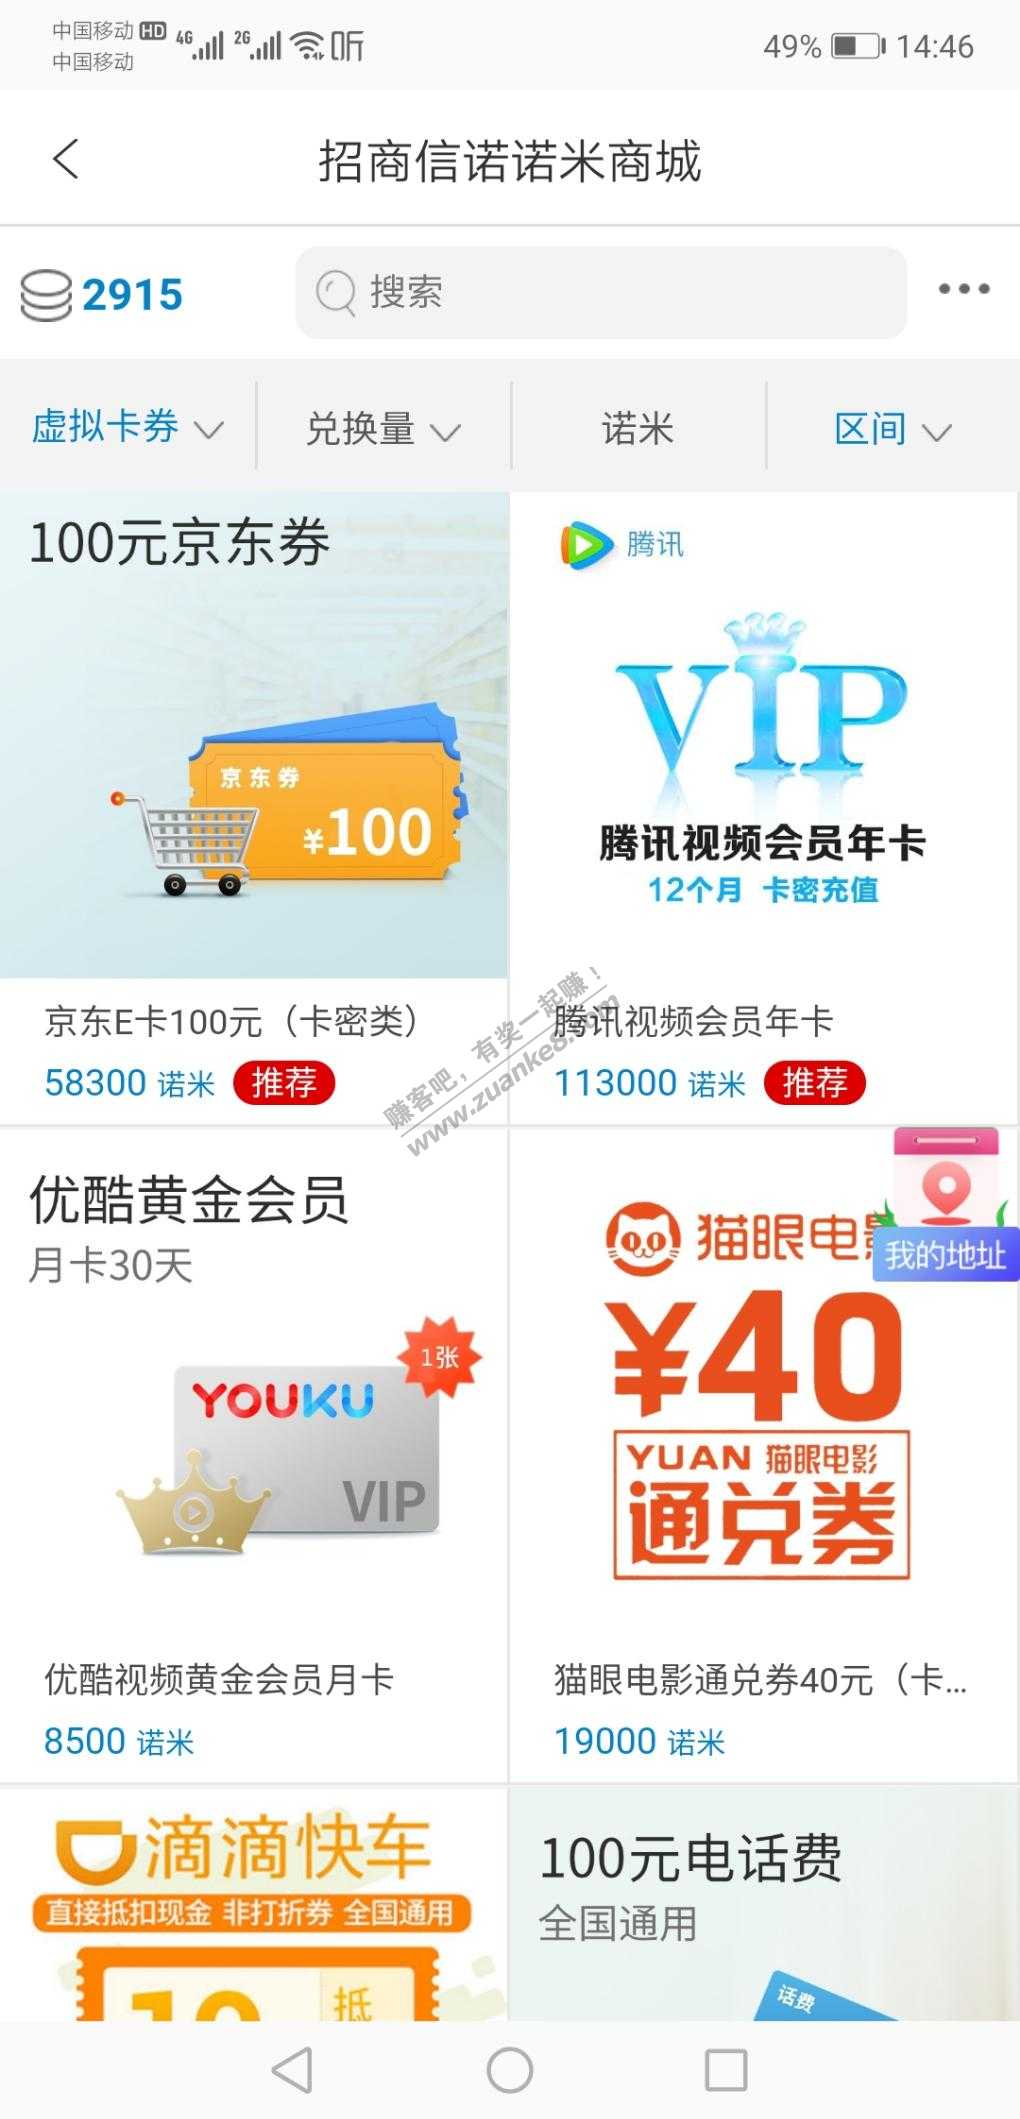 中国移动 HD 4G 2G 听
中国移动
49% 14:46
招商信诺诺米商城
2915 搜索
虚拟卡券 兑换量 诺米 区间
100元京东券
京东券
¥100
京东E卡100元（卡密类）
58300 诺米 推荐
腾讯
VIP
腾讯视频会员年卡
12个月 卡密充值
腾讯视频会员年卡
113000 诺米 推荐
赚客吧，有奖一起赚！
www.zuanke8.com
优酷黄金会员
月卡30天
1张
YOUKU
VIP
优酷视频黄金会员月卡
8500 诺米
猫眼电影
我的地址
¥40
YUAN 猫眼电影
通兑券
猫眼电影通兑券40元（卡...
19000 诺米
滴滴快车
直接抵扣现金 非打折券 全国通用
10 抵
100元电话费
全国通用
话费